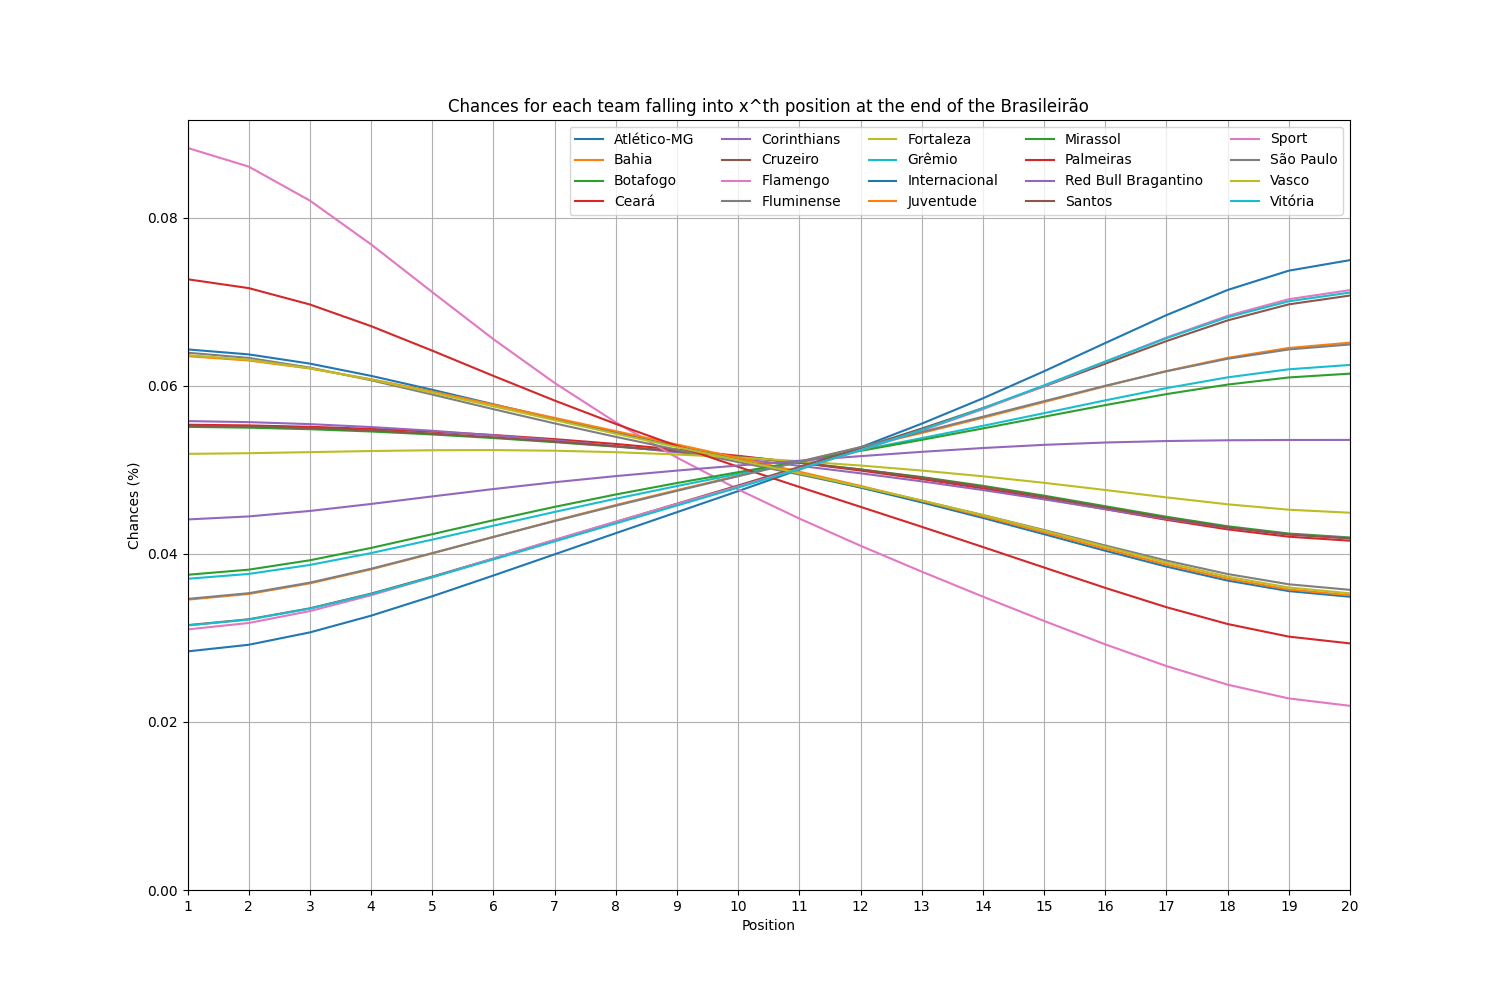 Chances for each team falling into x^th position at the end of the Brasileirão
Atlético-MG
Bahia
Botafogo
Ceará
Corinthians
Cruzeiro
Flamengo
Fluminense
Fortaleza
Grêmio
Internacional
Juventude
Mirassol
Palmeiras
Red Bull Bragantino
Santos
Sport
São Paulo
Vasco
Vitória
Chances (%)
0.08
0.06
0.04
0.02
0.00
1 2 3 4 5 6 7 8 9 10 11 12 13 14 15 16 17 18 19 20
Position